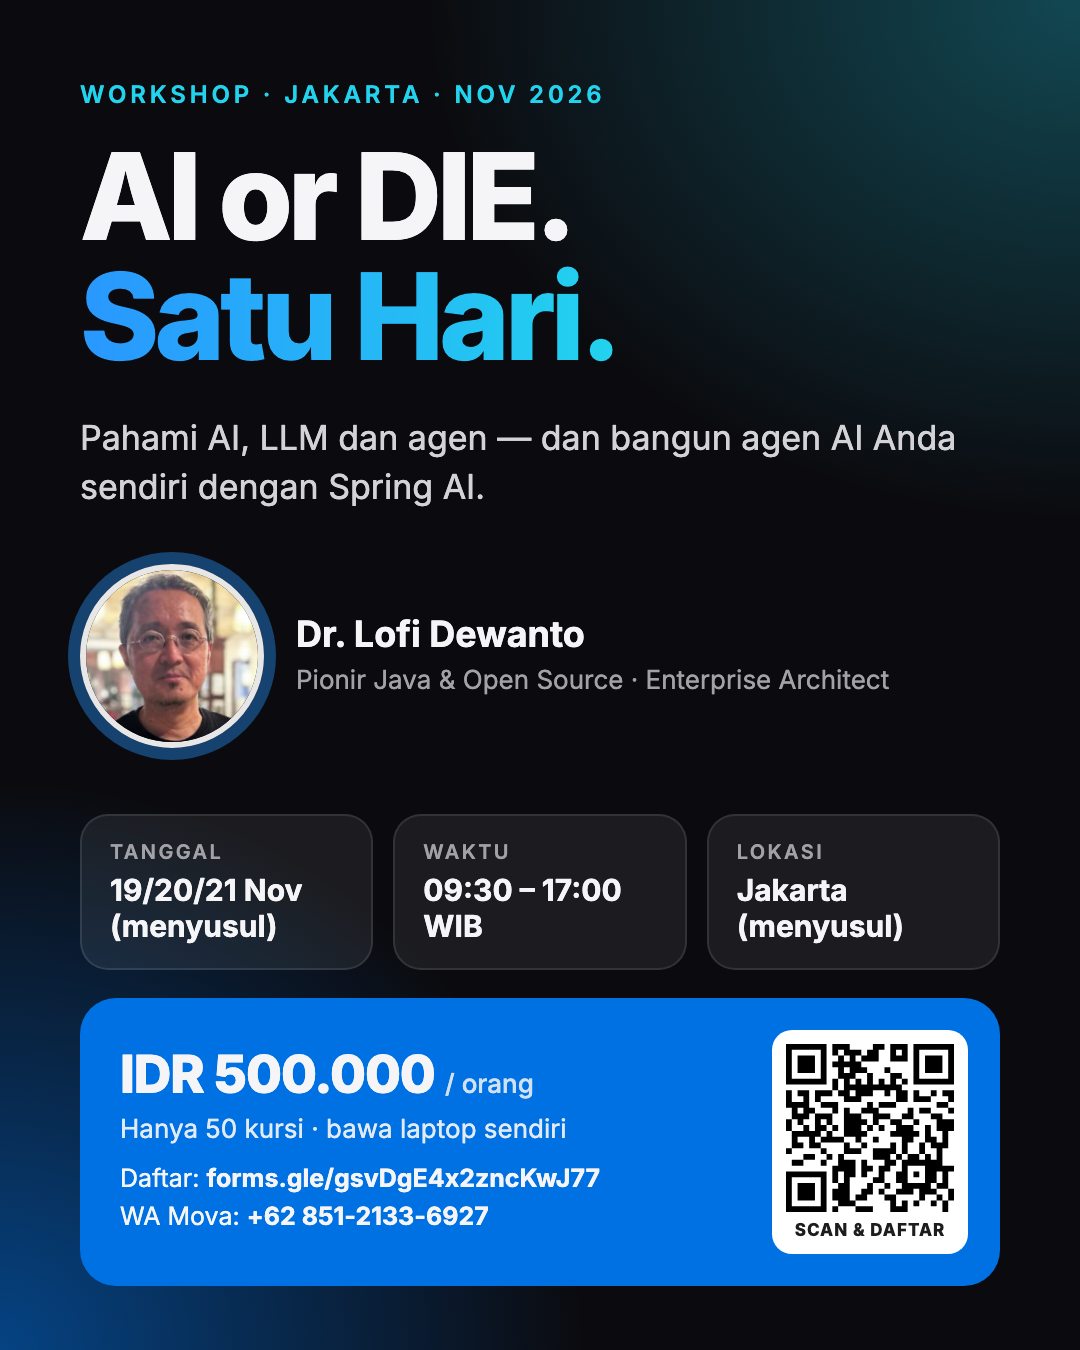 WORKSHOP · JAKARTA · NOV 2026
AI or DIE.
Satu Hari.
Pahami AI, LLM dan agen — dan bangun agen AI Anda
sendiri dengan Spring AI.
Dr. Lofi Dewanto
Pionir Java & Open Source · Enterprise Architect
TANGGAL
19/20/21 Nov
(menyusul)
WAKTU
09:30 – 17:00
WIB
LOKASI
Jakarta
(menyusul)
IDR 500.000 / orang
Hanya 50 kursi · bawa laptop sendiri
Daftar: forms.gle/gsvDgE4x2zncKwJ77
WA Mova: +62 851-2133-6927
SCAN & DAFTAR